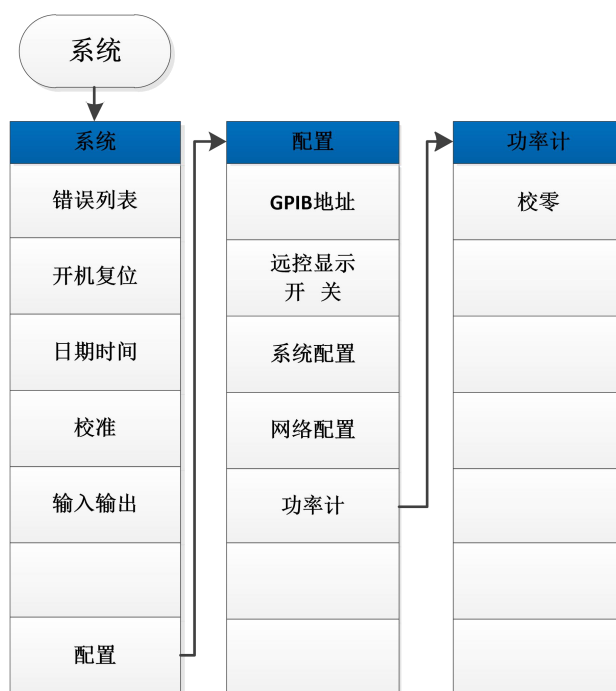 系统
系统
错误列表
开机复位
日期时间
校准
输入输出
配置
配置
GPIB地址
远控显示
开 关
系统配置
网络配置
功率计
功率计
校零